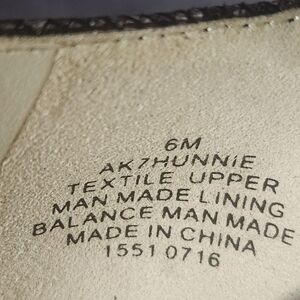 6M
AK7HUNNIE
TEXTILE UPPER
MAN MADE LINING
BALANCE MAN MADE
MADE IN CHINA
1551 0716